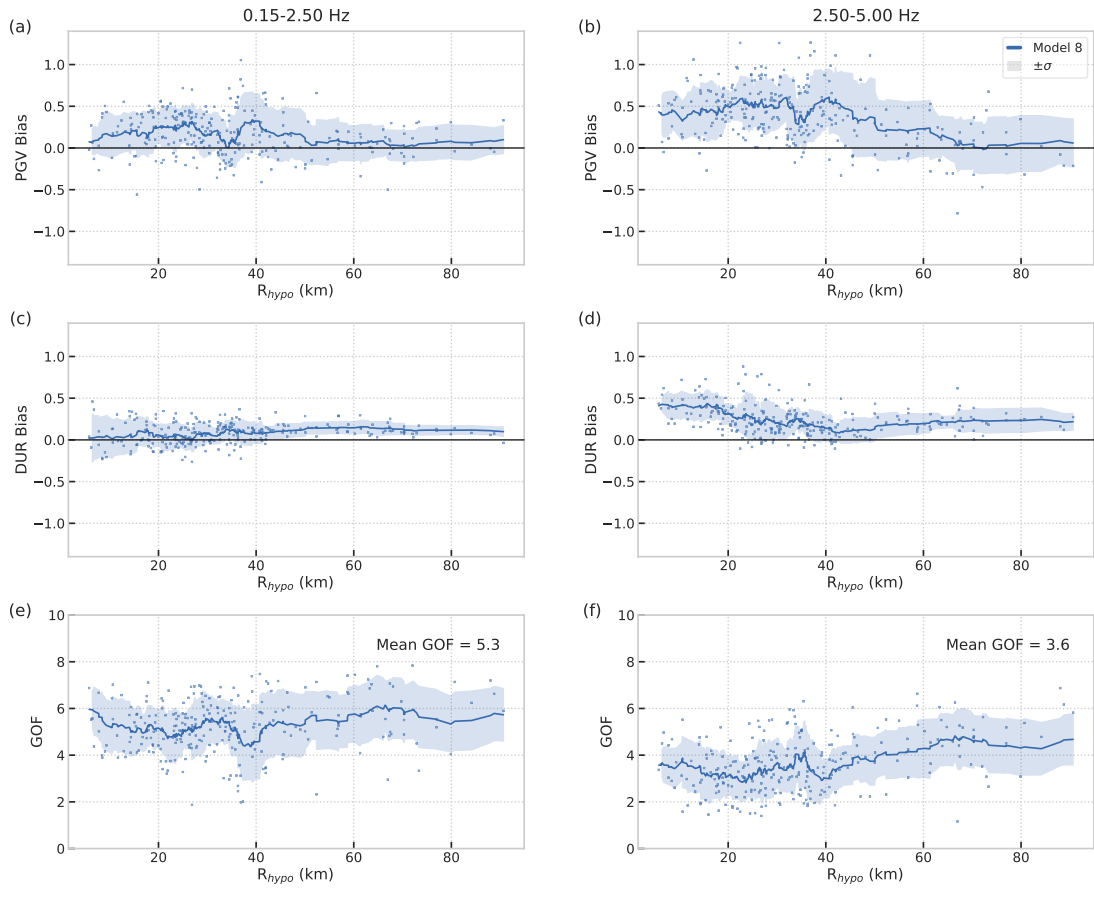 0.15-2.50 Hz
2.50-5.00 Hz
(a)
(b)
PGV Bias
1.0
0.5
0.0
−0.5
−1.0
20
40
60
80
R_hypo (km)
PGV Bias
1.0
0.5
0.0
−0.5
−1.0
20
40
60
80
R_hypo (km)
Model 8
±σ
(c)
(d)
DUR Bias
1.0
0.5
0.0
−0.5
−1.0
20
40
60
80
R_hypo (km)
DUR Bias
1.0
0.5
0.0
−0.5
−1.0
20
40
60
80
R_hypo (km)
(e)
(f)
GOF
10
8
6
4
2
0
Mean GOF = 5.3
20
40
60
80
R_hypo (km)
GOF
10
8
6
4
2
0
Mean GOF = 3.6
20
40
60
80
R_hypo (km)